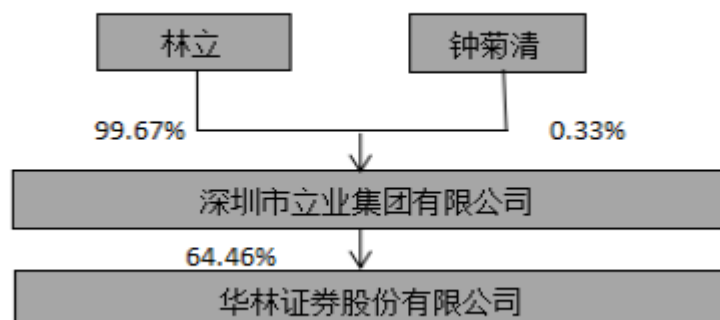 林立
钟菊清
99.67%
0.33%
深圳市立业集团有限公司
64.46%
华林证券股份有限公司